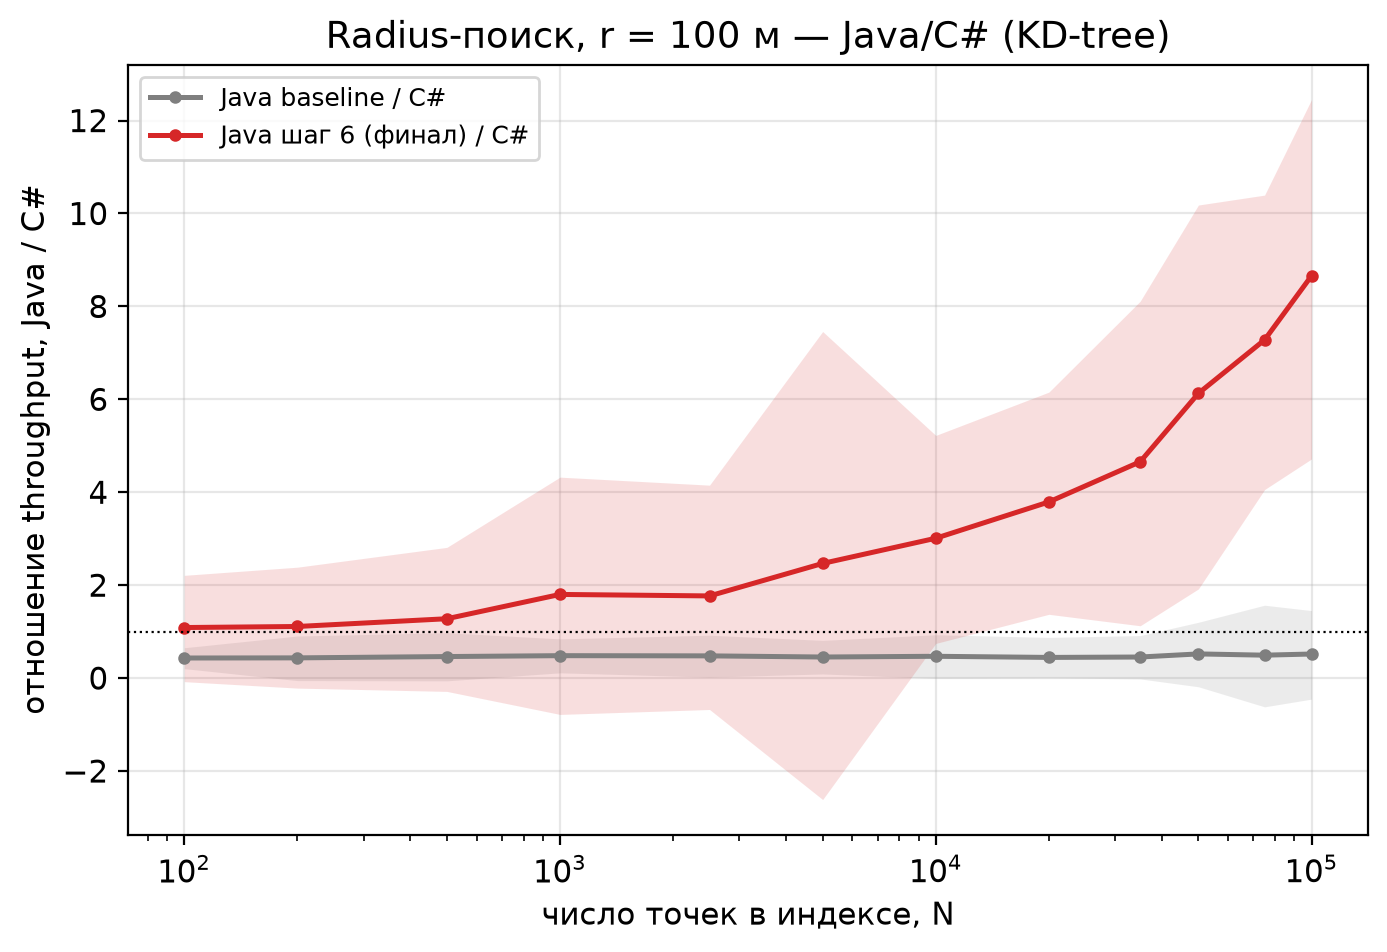 Radius-поиск, r = 100 м — Java/C# (KD-tree)
Java baseline / C#
Java шаг 6 (финал) / C#
отношение throughput, Java / C#
12
10
8
6
4
2
0
−2
10²
10³
10⁴
10⁵
число точек в индексе, N